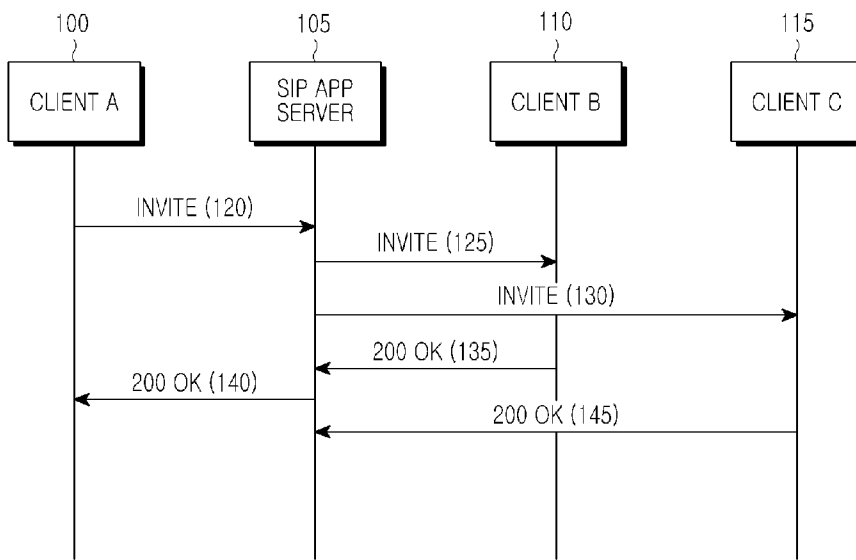 100
105
110
115
CLIENT A
SIP APP
SERVER
CLIENT B
CLIENT C
INVITE (120)
INVITE (125)
INVITE (130)
200 OK (135)
200 OK (140)
200 OK (145)